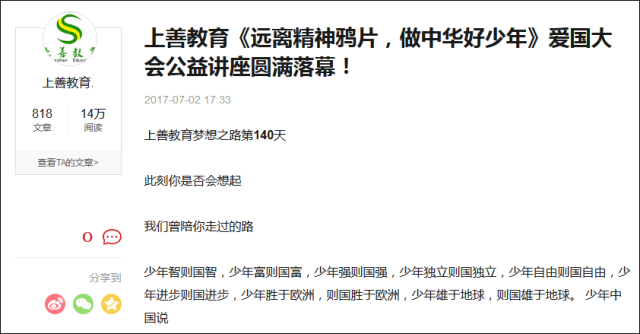 上善教育
Shan Educa
上善教育.
818
文章
14万
阅读
查看TA的文章>
0
分享到
上善教育《远离精神鸦片，做中华好少年》爱国大
会公益讲座圆满落幕！
2017-07-02 17:33
上善教育梦想之路第140天
此刻你是否会想起
我们曾陪你走过的路
少年智则国智，少年富则国富，少年强则国强，少年独立则国独立，少年自由则国自由，少
年进步则国进步，少年胜于欧洲，则国胜于欧洲，少年雄于地球，则国雄于地球。 少年中
国说